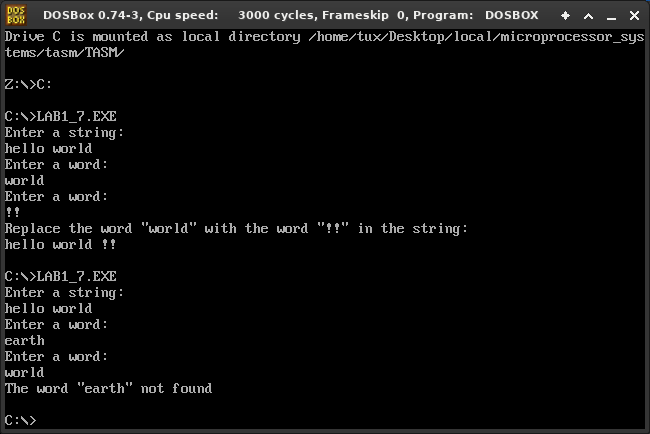 DOS BOX DOSBox 0.74-3, Cpu speed: 3000 cycles, Frameskip 0, Program: DOSBOX
Drive C is mounted as local directory /home/tux/Desktop/local/microprocessor_sys
tems/tasm/TASM/
Z:\>C:
C:\>LAB1_7.EXE
Enter a string:
hello world
Enter a word:
world
Enter a word:
!!
Replace the word "world" with the word "!!" in the string:
hello world !!
C:\>LAB1_7.EXE
Enter a string:
hello world
Enter a word:
earth
Enter a word:
world
The word "earth" not found
C:\>